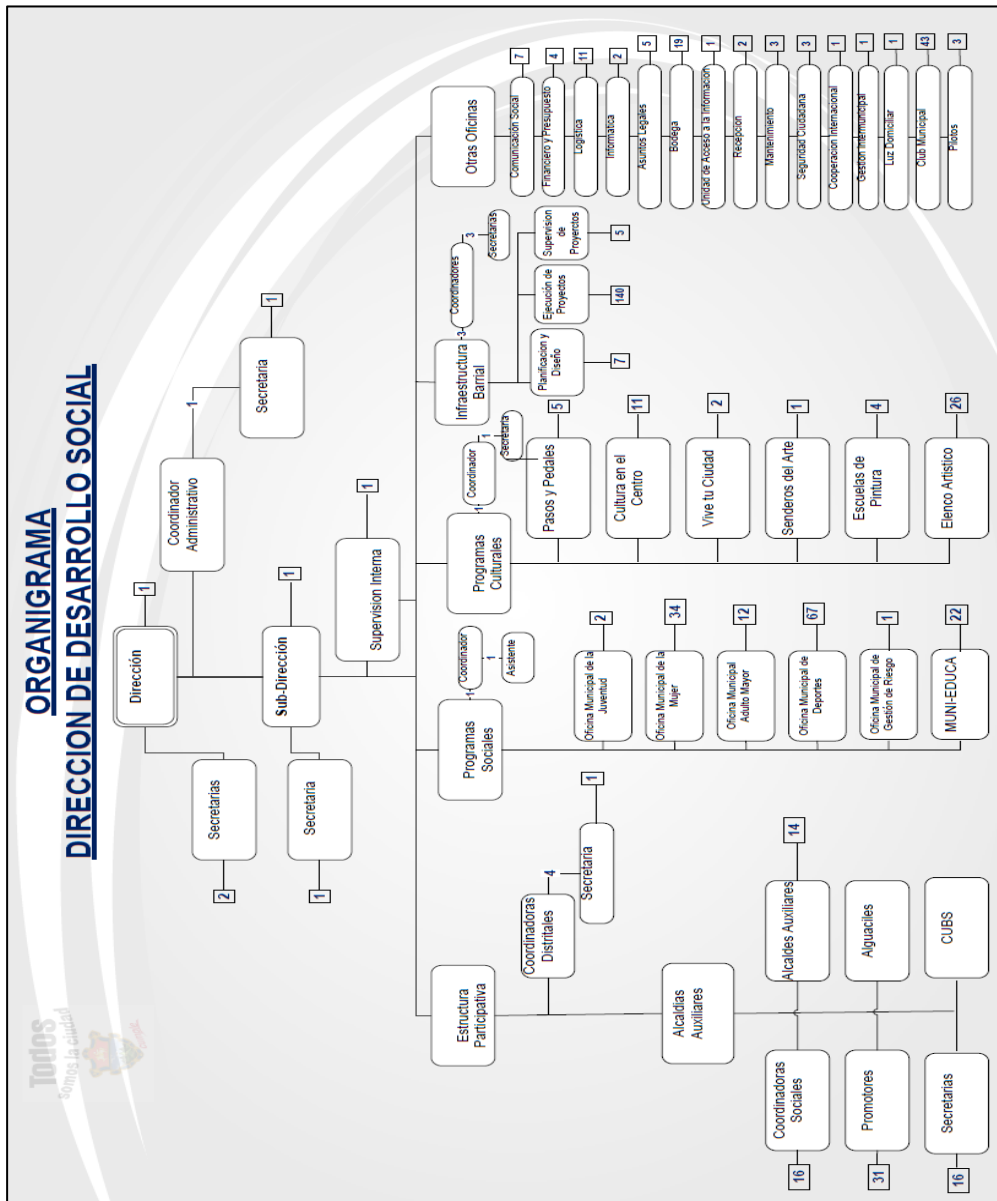 ORGANIGRAMA
DIRECCION DE DESARROLLO SOCIAL
Todos
Somos la ciudad
Dirección
1
Secretarias
2
Coordinador
Administrativo
1
Secretaria
1
Sub-Dirección
1
Secretaria
1
Supervision Interna
1
Estructura
Participativa
Coordinadoras
Distritales
4
Secretaria
1
Alcaldias
Auxiliares
Coordinadoras
Sociales
16
Alcaldes Auxiliares
14
Promotores
31
Alguaciles
Secretarias
16
CUBS
Programas
Sociales
1
Coordinador
1
Asistente
Oficina Municipal de la
Juventud
2
Oficina Municipal de la
Mujer
34
Oficina Municipal
Adulto Mayor
12
Oficina Municipal de
Deportes
67
Oficina Municipal de
Gestión de Riesgo
1
MUNI-EDUCA
22
Programas
Culturales
1
Coordinador
1
Secretaria
Pasos y Pedales
5
Cultura en el
Centro
11
Vive tu Ciudad
2
Senderos del Arte
1
Escuelas de
Pintura
4
Elenco Artistico
26
Infraestructura
Barrial
3
Coordinadores
3
Secretarias
Planificacion y
Diseño
7
Ejecución de
Proyectos
140
Supervision
de
Proyerctos
5
Otras Oficinas
Comunicación Social
7
Financiero y Presupuesto
4
Logistica
11
Informatica
2
Asuntos Legales
5
Bodega
19
Unidad de Acceso a la Informacion
1
Recepcion
2
Mantenimiento
3
Seguridad Ciudadana
3
Cooperacion Internacional
1
Gestion Intermunicipal
1
Luz Domiciliar
1
Club Municipal
43
Pilotos
3